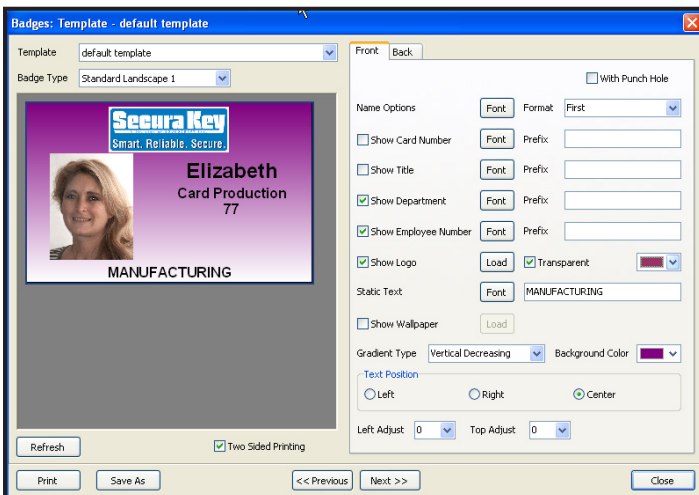 Badges: Template - default template
Template default template
Badge Type Standard Landscape 1
Secura Key
Smart. Reliable. Secure.
Elizabeth
Card Production
77
MANUFACTURING
Refresh
Two Sided Printing
Front Back
With Punch Hole
Name Options Font Format First
Show Card Number Font Prefix
Show Title Font Prefix
Show Department Font Prefix
Show Employee Number Font Prefix
Show Logo Load Transparent
Static Text Font MANUFACTURING
Show Wallpaper Load
Gradient Type Vertical Decreasing Background Color
Text Position
Left Right Center
Left Adjust 0 Top Adjust 0
Print Save As << Previous Next >> Close